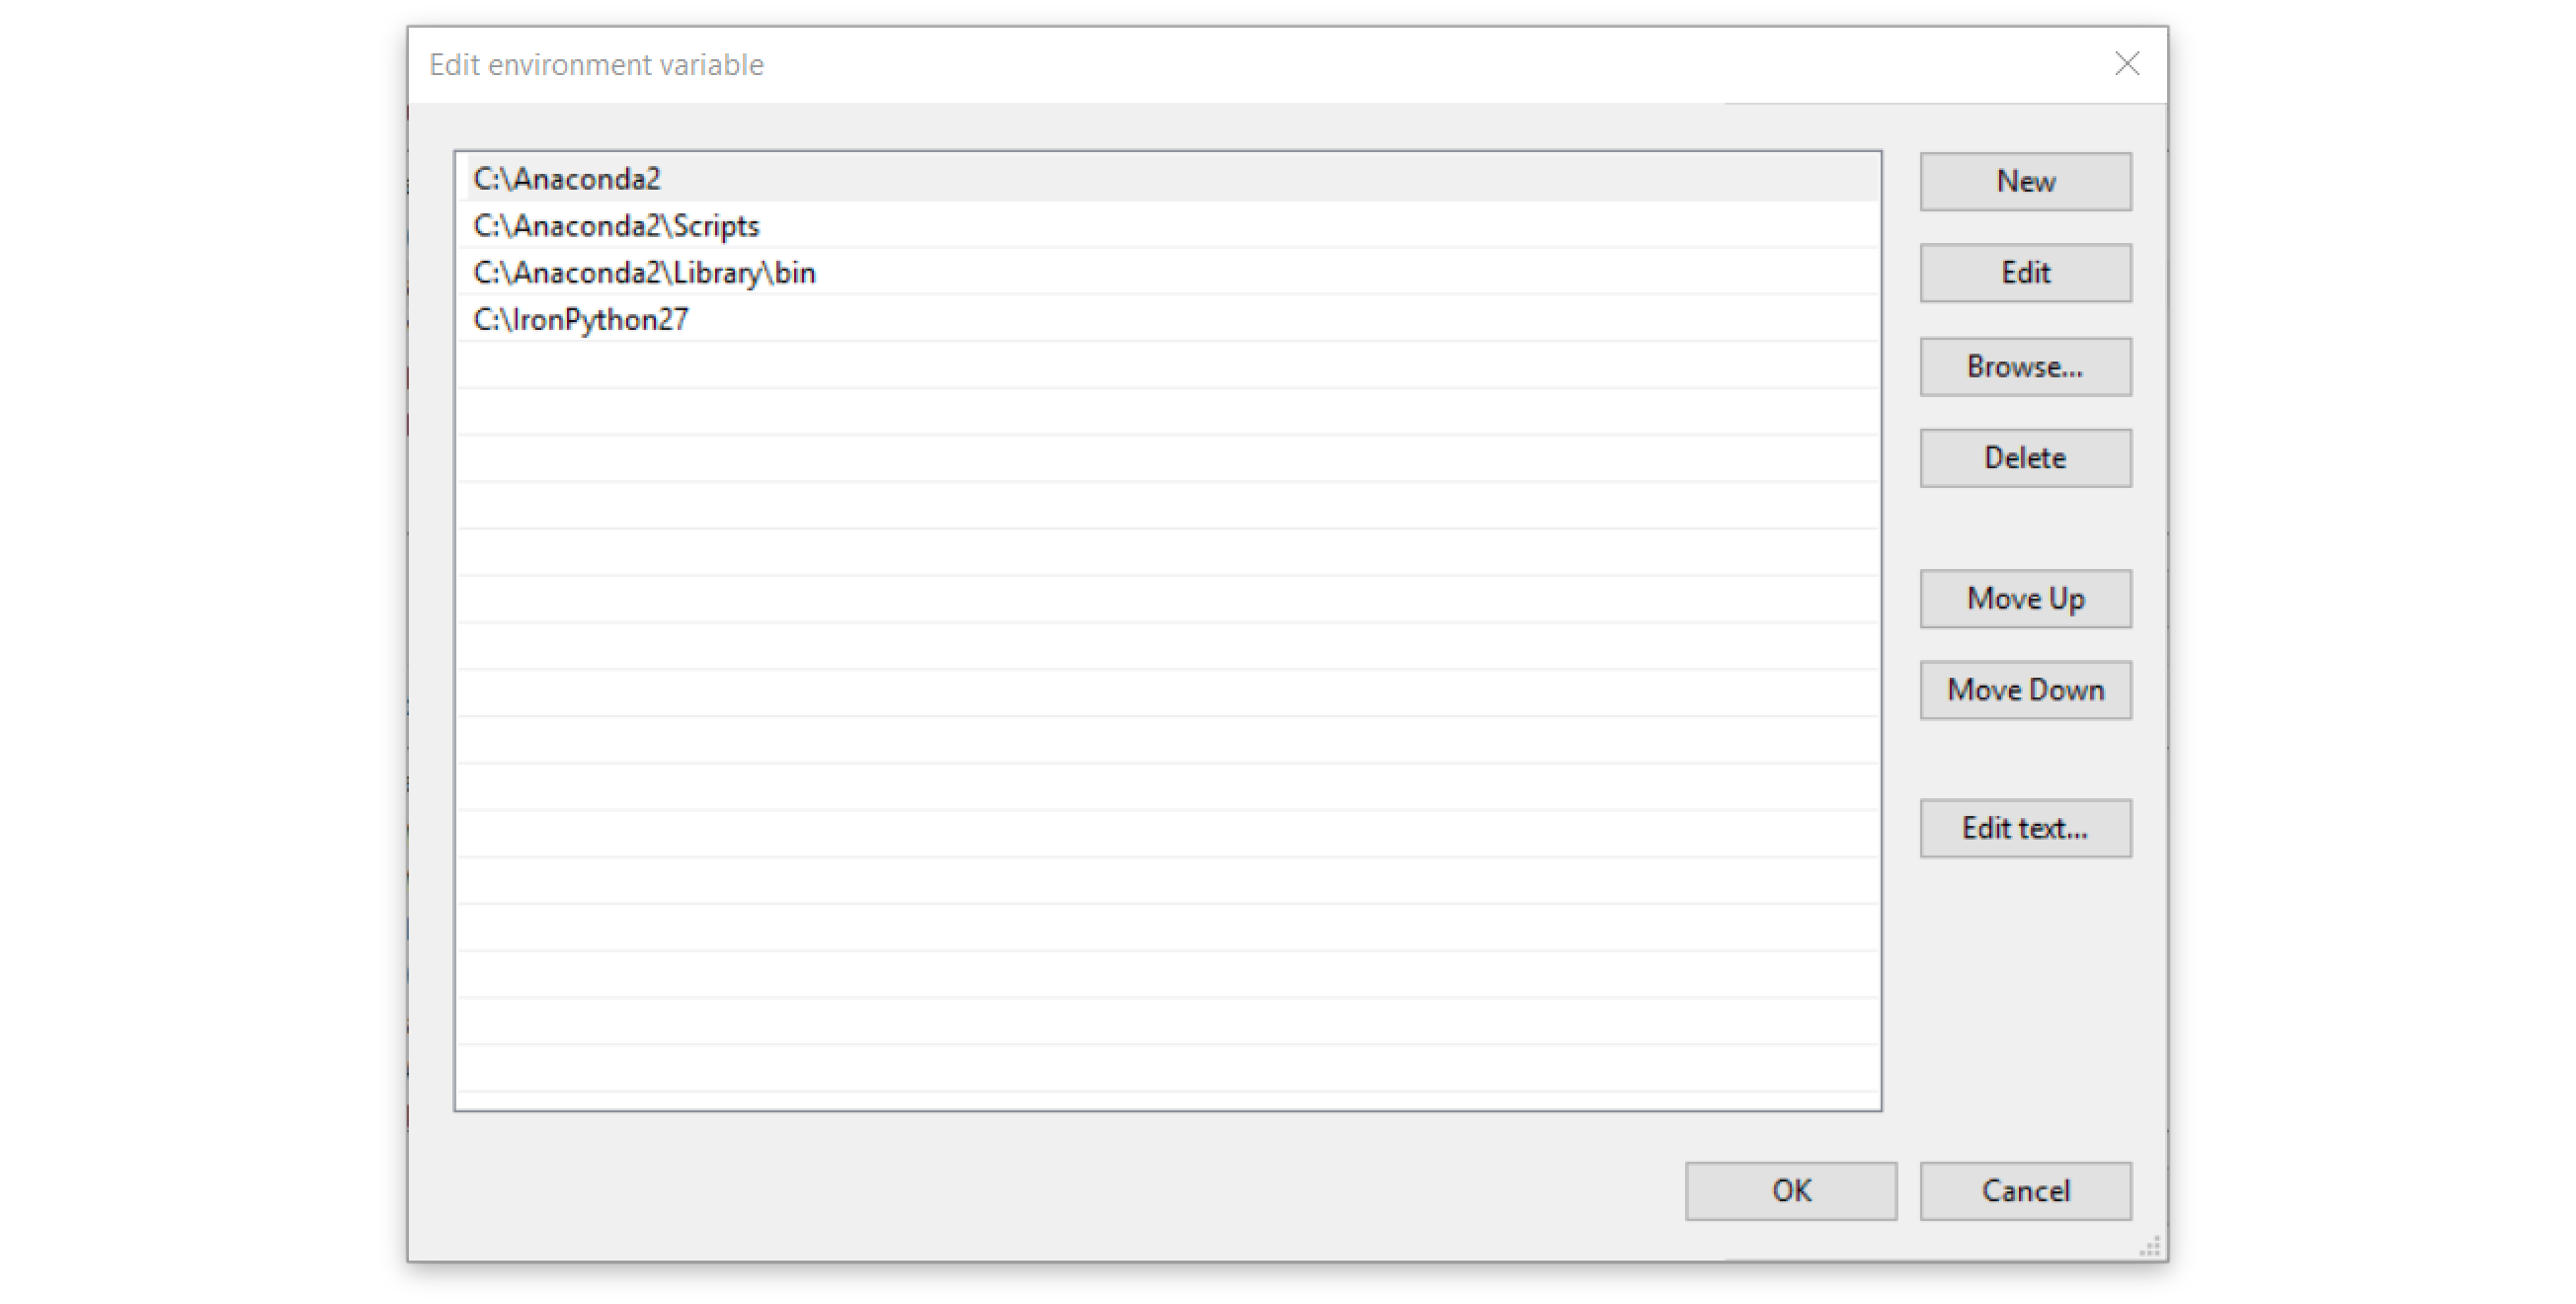 Edit environment variable
C:\Anaconda2
C:\Anaconda2\Scripts
C:\Anaconda2\Library\bin
C:\IronPython27
New
Edit
Browse...
Delete
Move Up
Move Down
Edit text...
OK
Cancel